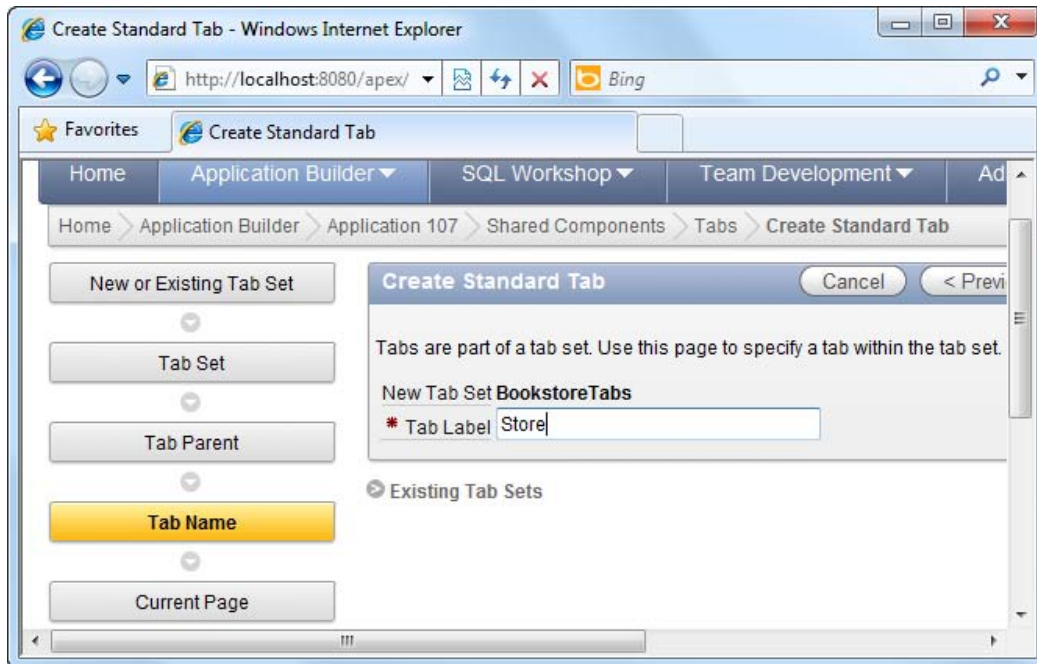 Create Standard Tab - Windows Internet Explorer
http://localhost:8080/apex/
Bing
Favorites
Create Standard Tab
Home Application Builder SQL Workshop Team Development Ad
Home Application Builder Application 107 Shared Components Tabs Create Standard Tab
New or Existing Tab Set
Tab Set
Tab Parent
Tab Name
Current Page
Create Standard Tab
Cancel < Previ
Tabs are part of a tab set. Use this page to specify a tab within the tab set.
New Tab Set BookstoreTabs
* Tab Label Store
Existing Tab Sets